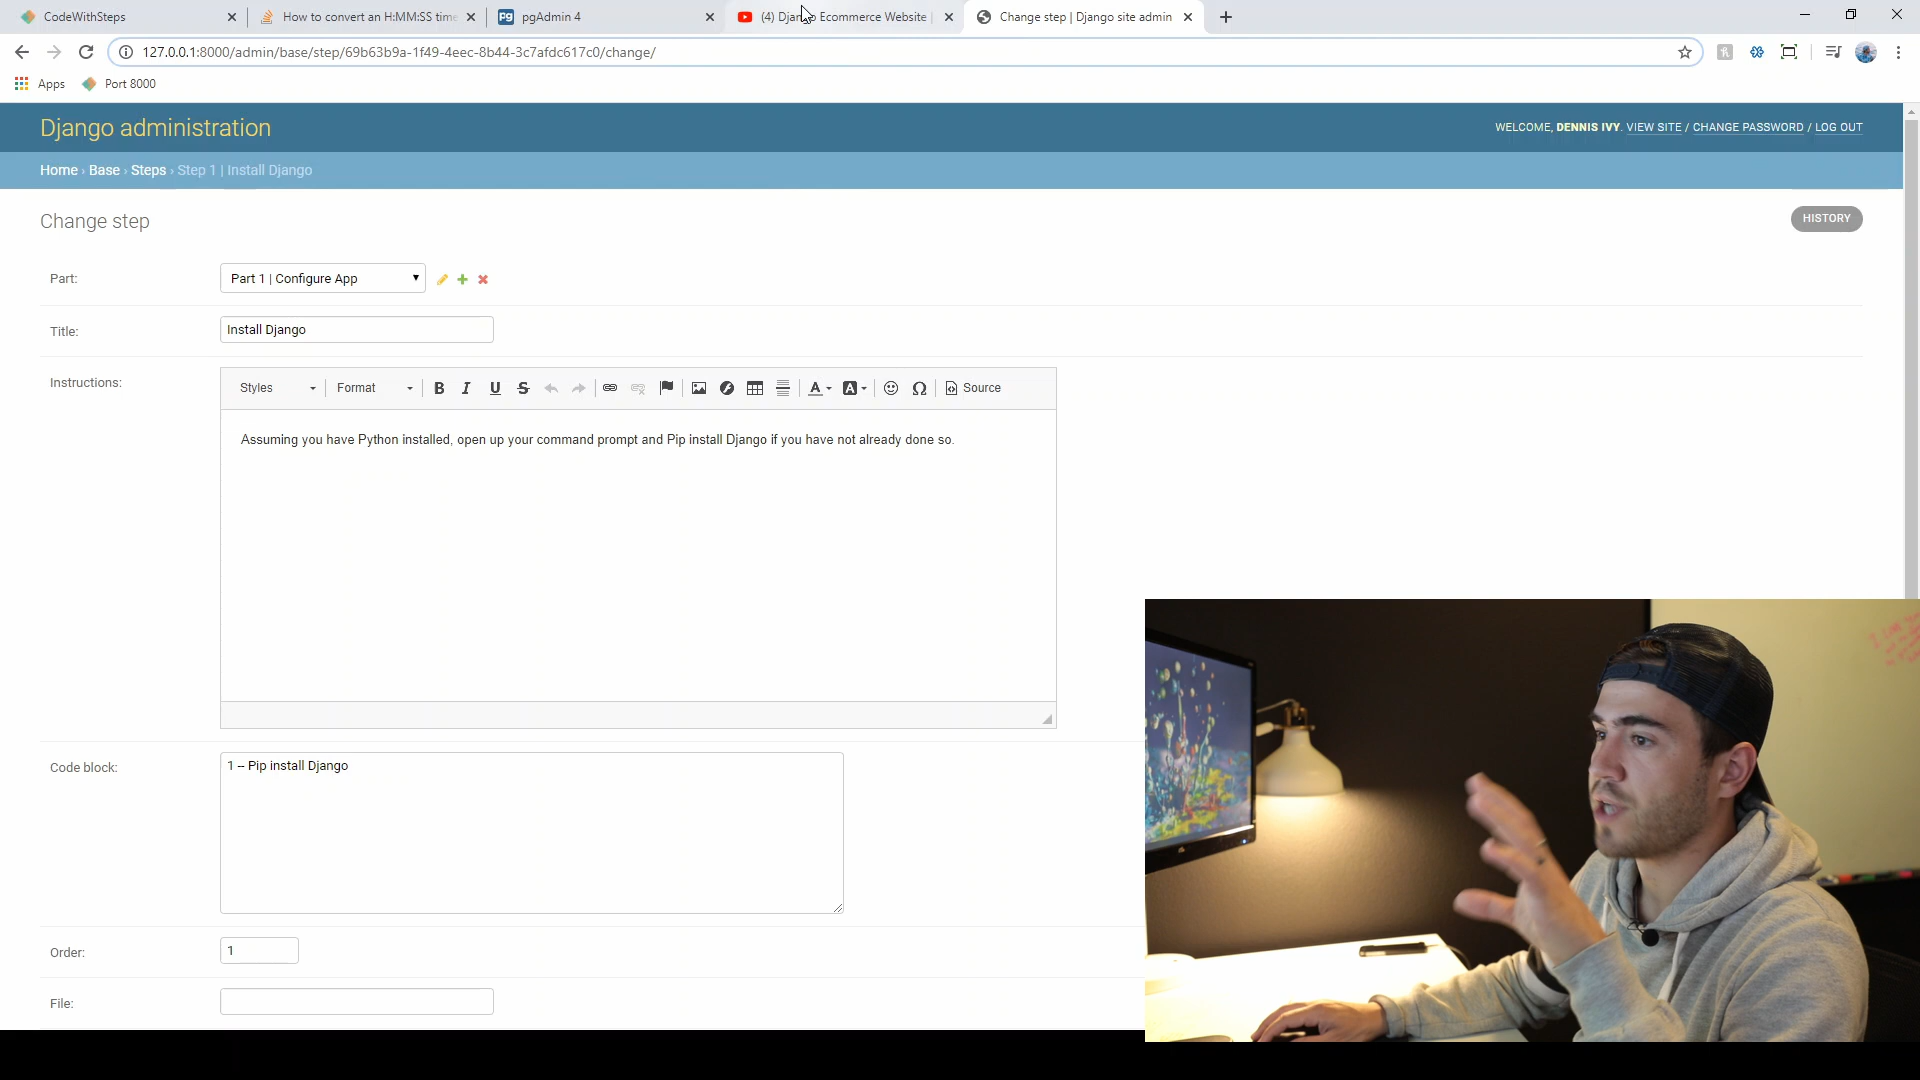 CodeWithSteps
How to convert an H:MM:SS time
pgAdmin 4
(4) Django Ecommerce Website |
Change step | Django site admin
127.0.0.1:8000/admin/base/step/69b63b9a-1f49-4eec-8b44-3c7afdc617c0/change/
Apps
Port 8000
Django administration
WELCOME, DENNIS IVY. VIEW SITE / CHANGE PASSWORD / LOG OUT
Home › Base › Steps › Step 1 | Install Django
Change step
HISTORY
Part:
Part 1 | Configure App
Title:
Install Django
Instructions:
Styles
Format
B I U S
A
A
Ω
Source
Assuming you have Python installed, open up your command prompt and Pip install Django if you have not already done so.
Code block:
1 -- Pip install Django
Order:
1
File: